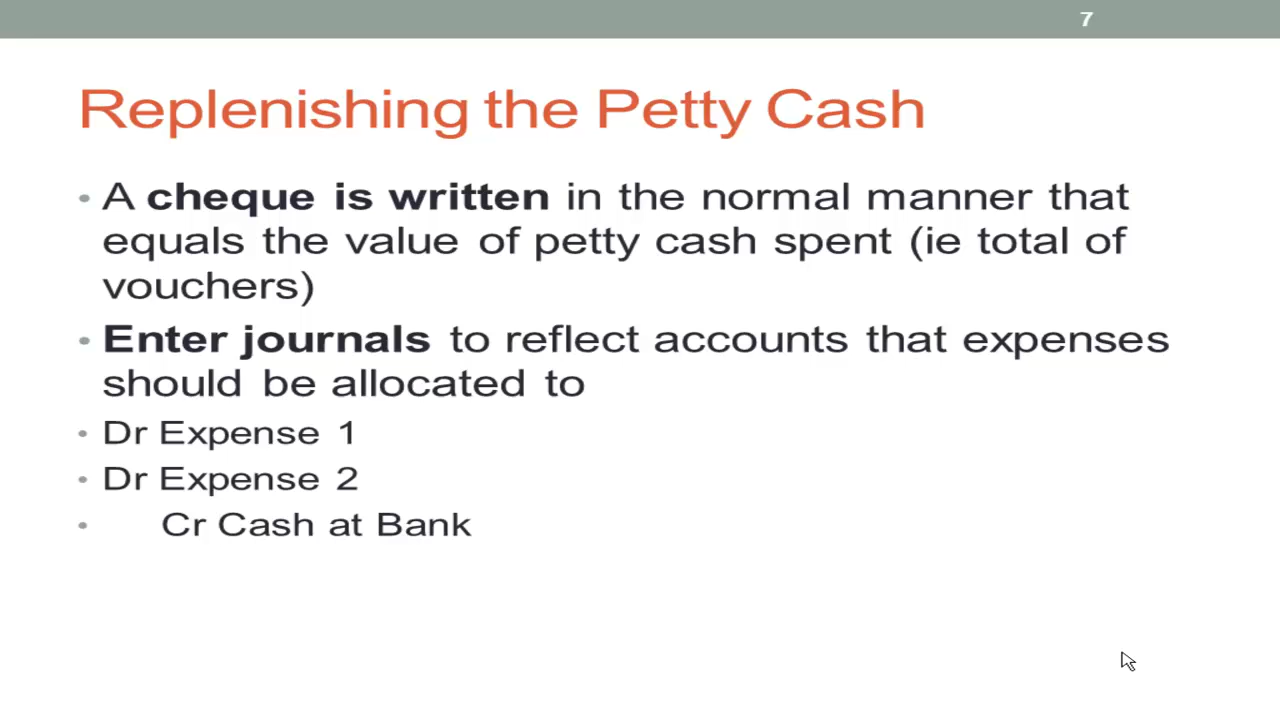 7
Replenishing the Petty Cash
• A cheque is written in the normal manner that
equals the value of petty cash spent (ie total of
vouchers)
• Enter journals to reflect accounts that expenses
should be allocated to
• Dr Expense 1
• Dr Expense 2
• Cr Cash at Bank